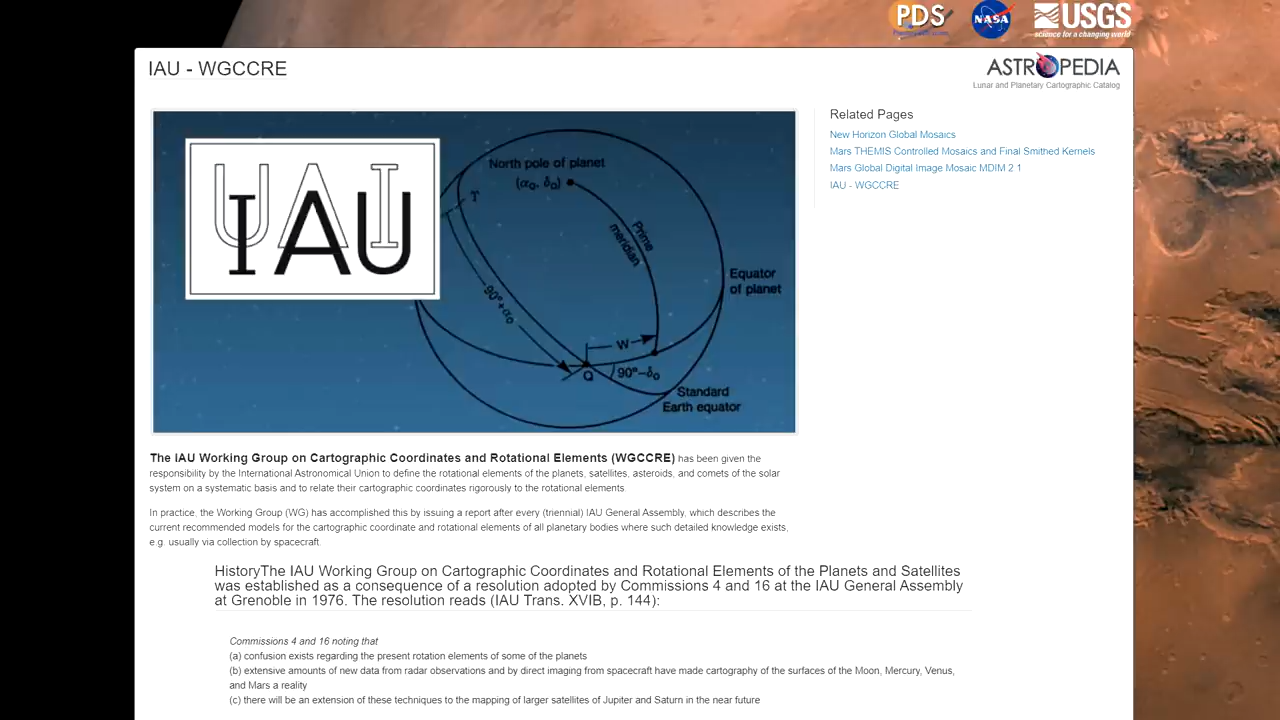 PDS
NASA
USGS
science for a changing world
IAU - WGCCRE
ASTROPEDIA
Lunar and Planetary Cartographic Catalog
IAU
UAI
North pole of planet
(α₀, δ₀)
ϒ
Prime
meridian
Equator
of planet
90°+α₀
W
Q
90°–δ₀
Standard
Earth equator
Related Pages
New Horizon Global Mosaics
Mars THEMIS Controlled Mosaics and Final Smithed Kernels
Mars Global Digital Image Mosaic MDIM 2.1
IAU - WGCCRE
The IAU Working Group on Cartographic Coordinates and Rotational Elements (WGCCRE) has been given the
responsibility by the International Astronomical Union to define the rotational elements of the planets, satellites, asteroids, and comets of the solar
system on a systematic basis and to relate their cartographic coordinates rigorously to the rotational elements.
In practice, the Working Group (WG) has accomplished this by issuing a report after every (triennial) IAU General Assembly, which describes the
current recommended models for the cartographic coordinate and rotational elements of all planetary bodies where such detailed knowledge exists,
e.g. usually via collection by spacecraft.
HistoryThe IAU Working Group on Cartographic Coordinates and Rotational Elements of the Planets and Satellites
was established as a consequence of a resolution adopted by Commissions 4 and 16 at the IAU General Assembly
at Grenoble in 1976. The resolution reads (IAU Trans. XVIB, p. 144):
Commissions 4 and 16 noting that
(a) confusion exists regarding the present rotation elements of some of the planets
(b) extensive amounts of new data from radar observations and by direct imaging from spacecraft have made cartography of the surfaces of the Moon, Mercury, Venus,
and Mars a reality
(c) there will be an extension of these techniques to the mapping of larger satellites of Jupiter and Saturn in the near future